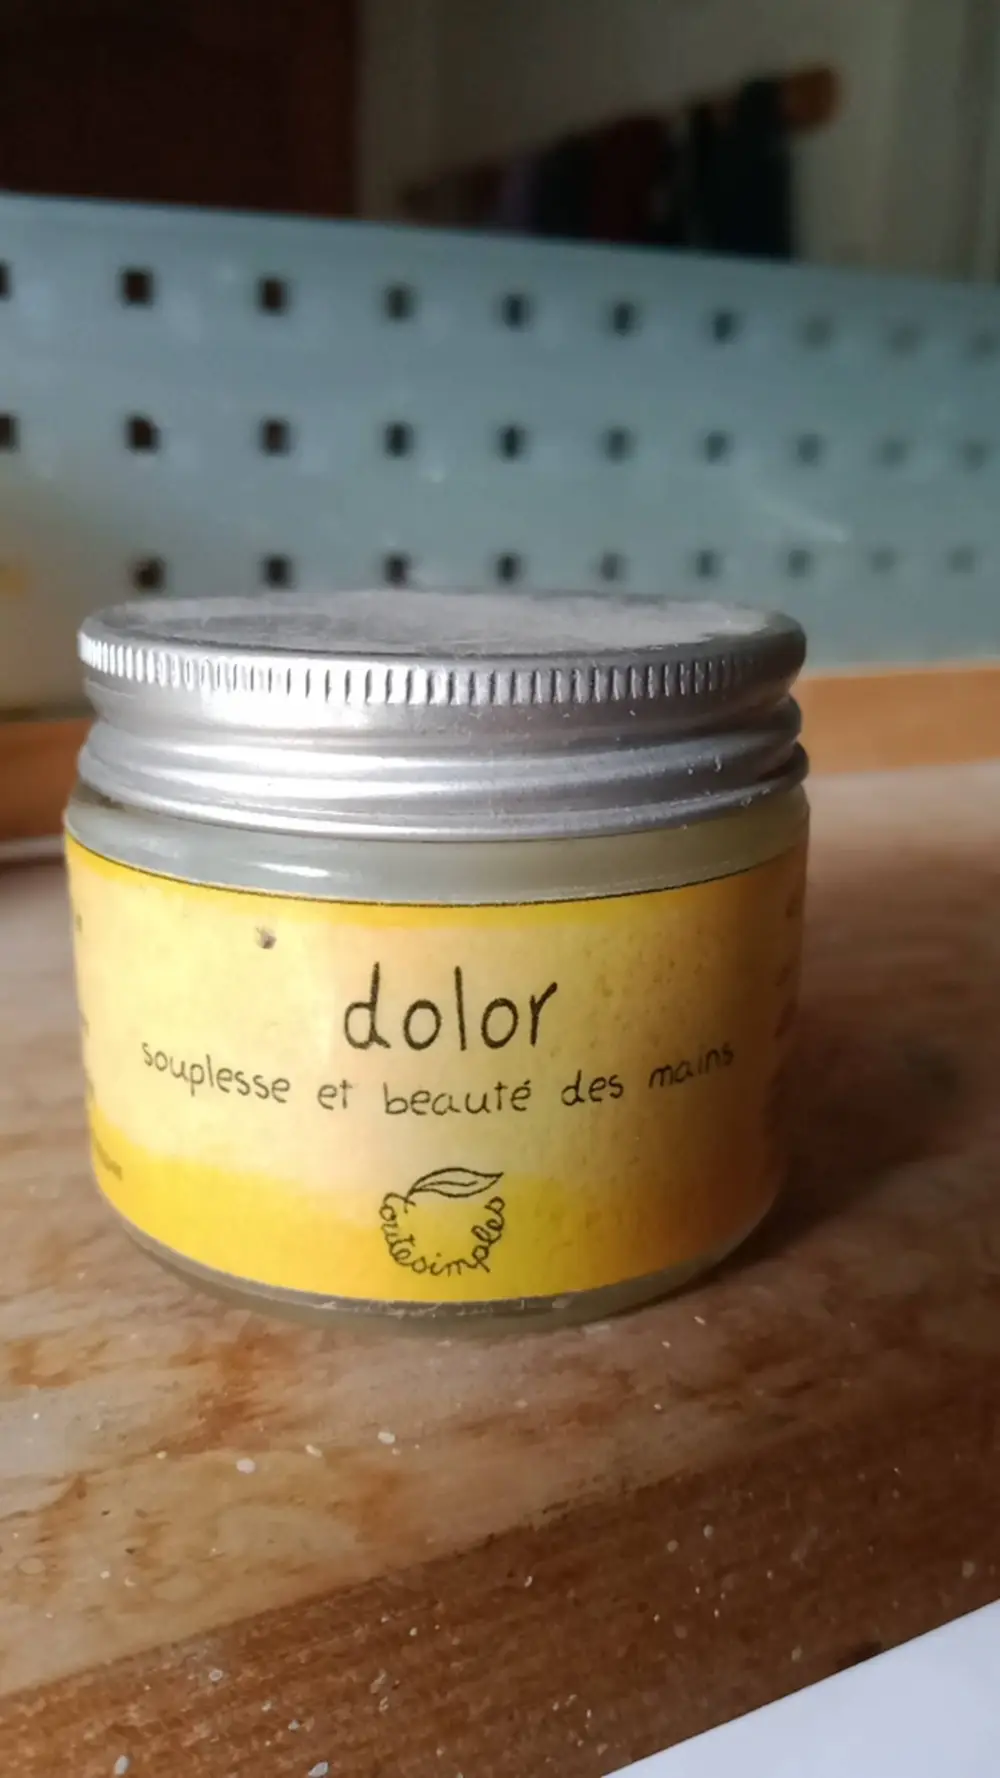 dolor
souplesse et beauté des mains
Toutesimples